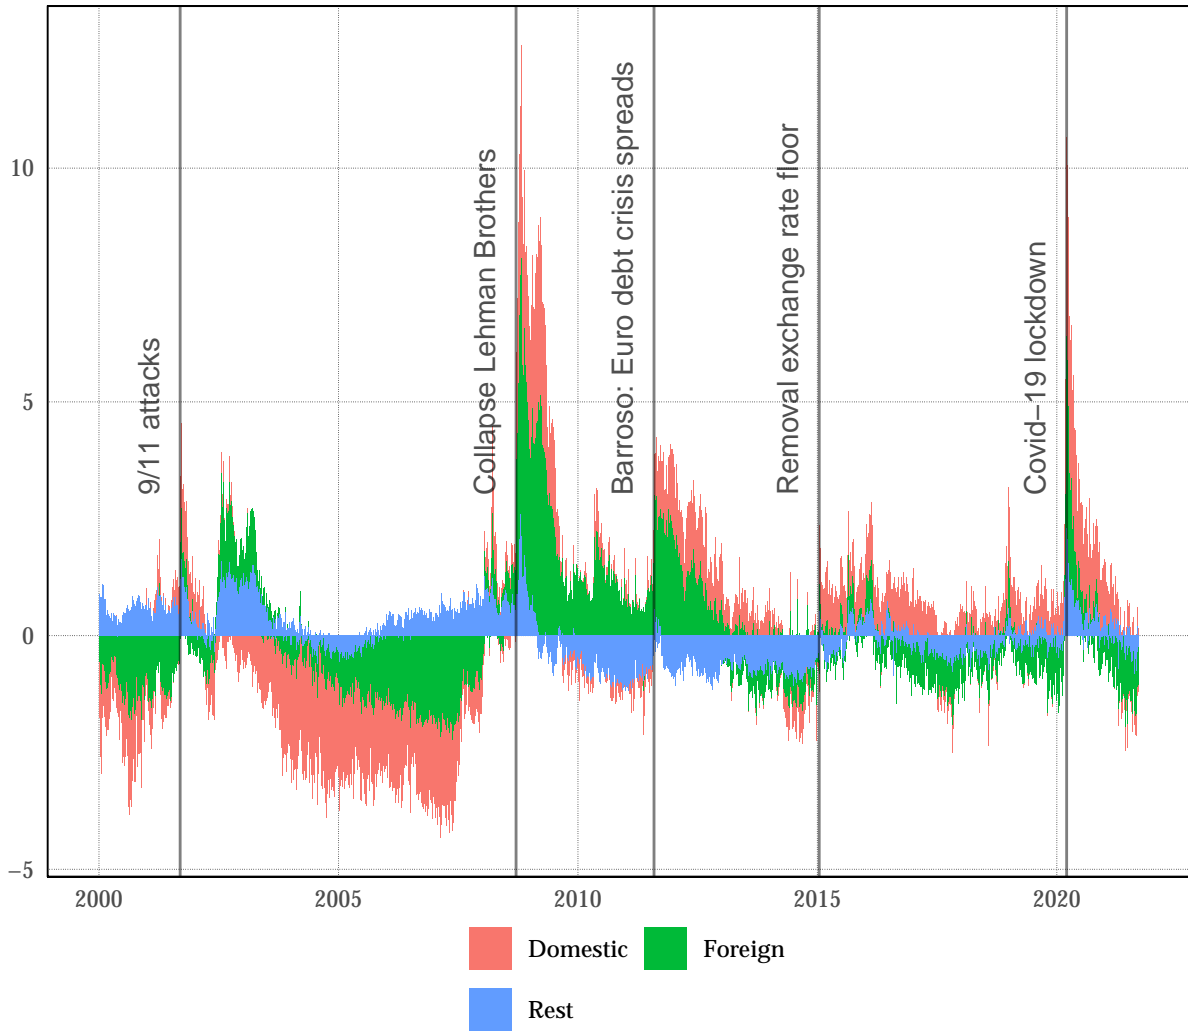 10
5
0
−5
9/11 attacks
Collapse Lehman Brothers
Barroso: Euro debt crisis spreads
Removal exchange rate floor
Covid−19 lockdown
2000 2005 2010 2015 2020
Domestic Foreign
Rest